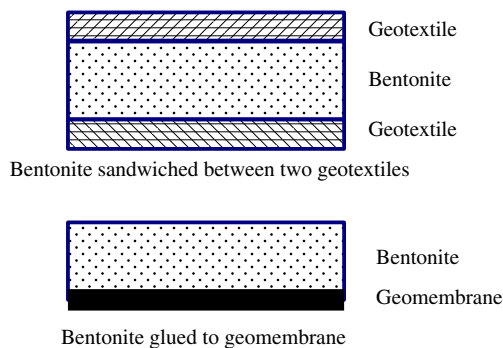 Geotextile
Bentonite
Geotextile
Bentonite sandwiched between two geotextiles
Bentonite
Geomembrane
Bentonite glued to geomembrane